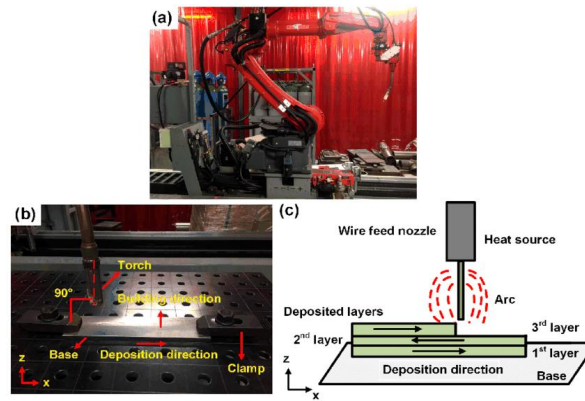 (a)
(b)
Torch
90°
Building direction
Base
Deposition direction
Clamp
z
x
(c)
Wire feed nozzle
Heat source
Arc
Deposited layers
3rd layer
2nd layer
1st layer
Deposition direction
Base
z
x